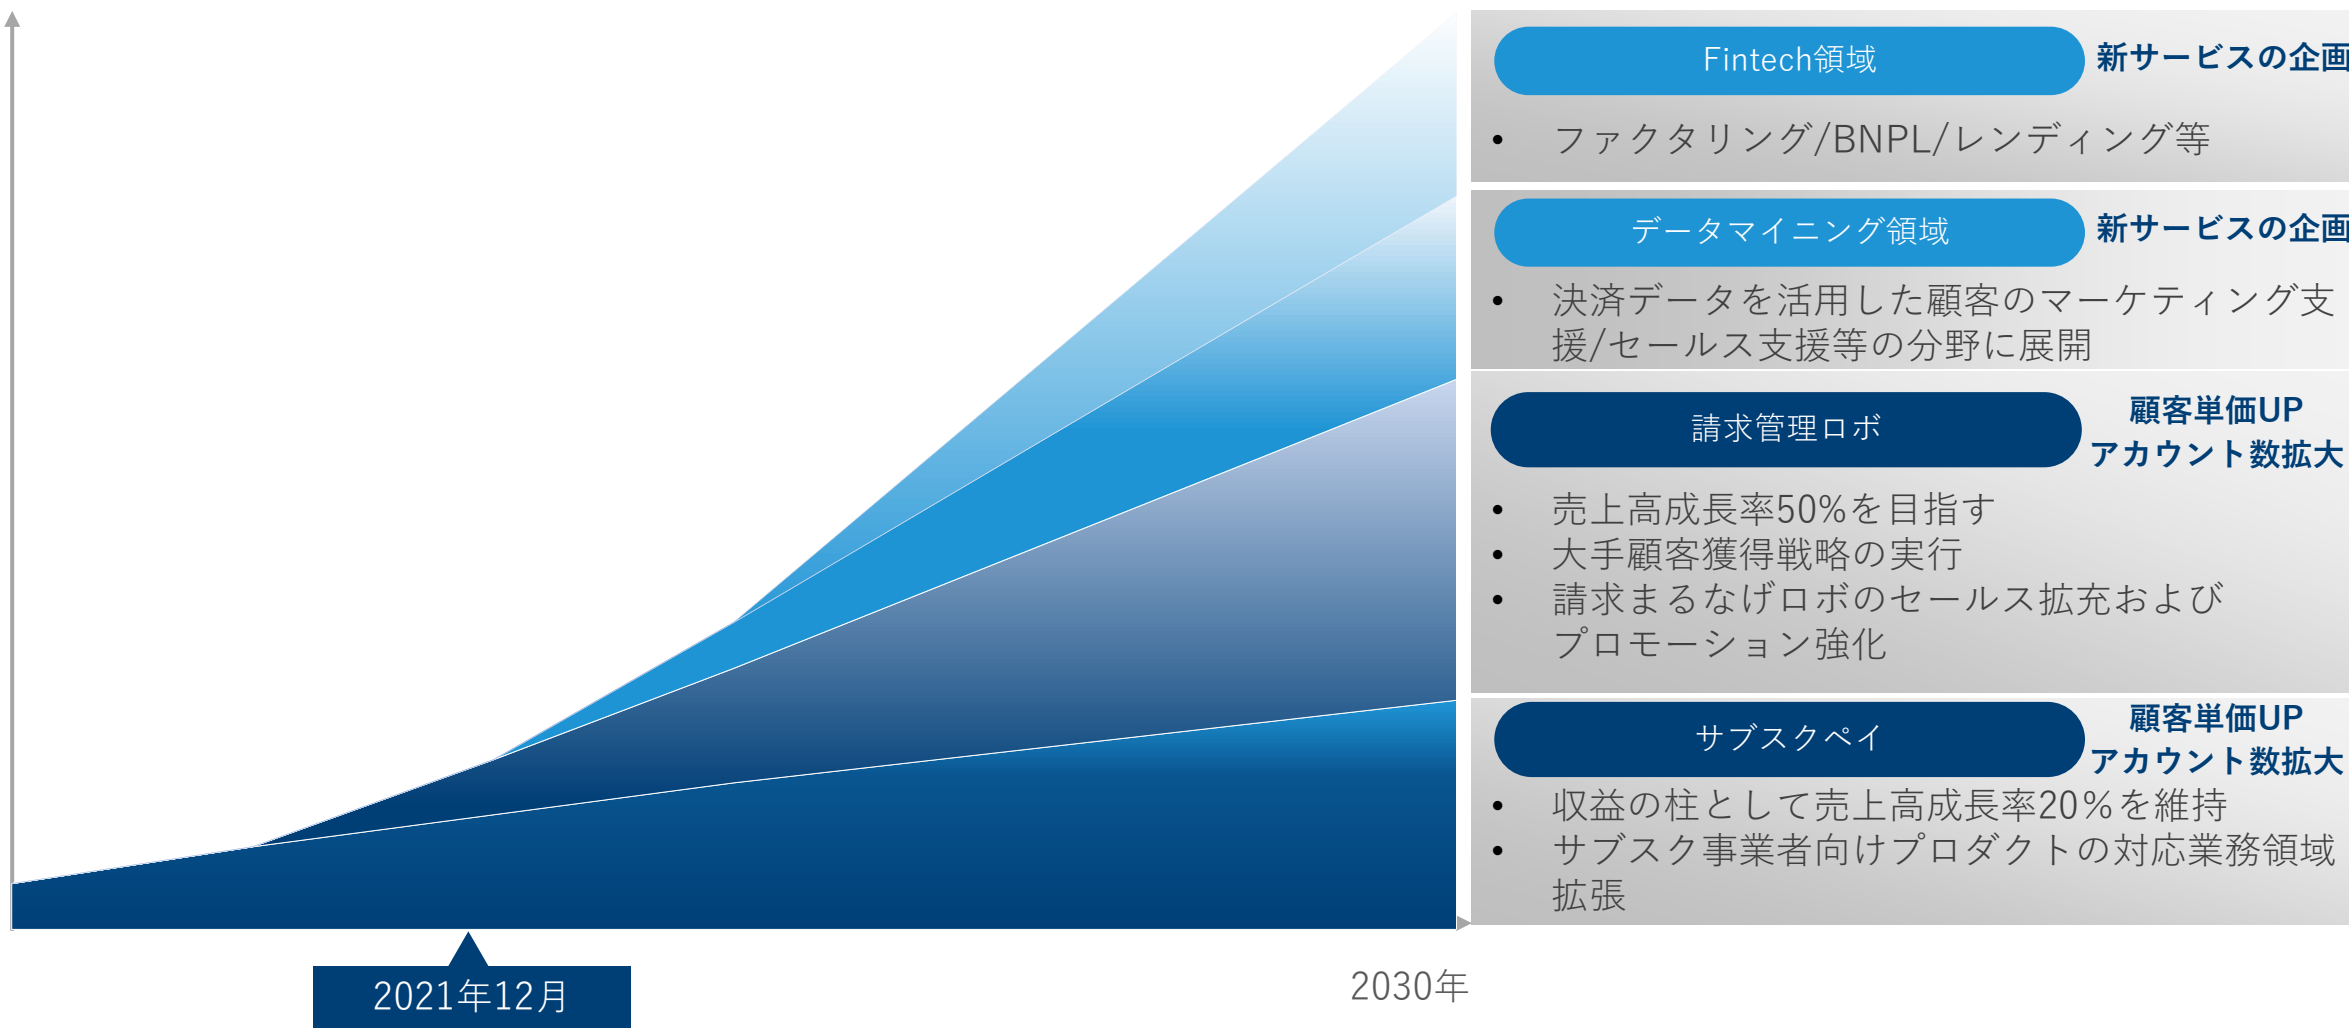 Fintech領域
新サービスの企画
• ファクタリング/BNPL/レンディング等
データマイニング領域
新サービスの企画
• 決済データを活用した顧客のマーケティング支
援/セールス支援等の分野に展開
請求管理ロボ
顧客単価UP
アカウント数拡大
• 売上高成長率50%を目指す
• 大手顧客獲得戦略の実行
• 請求まるなげロボのセールス拡充および
プロモーション強化
サブスクペイ
顧客単価UP
アカウント数拡大
• 収益の柱として売上高成長率20%を維持
• サブスク事業者向けプロダクトの対応業務領域
拡張
2021年12月
2030年